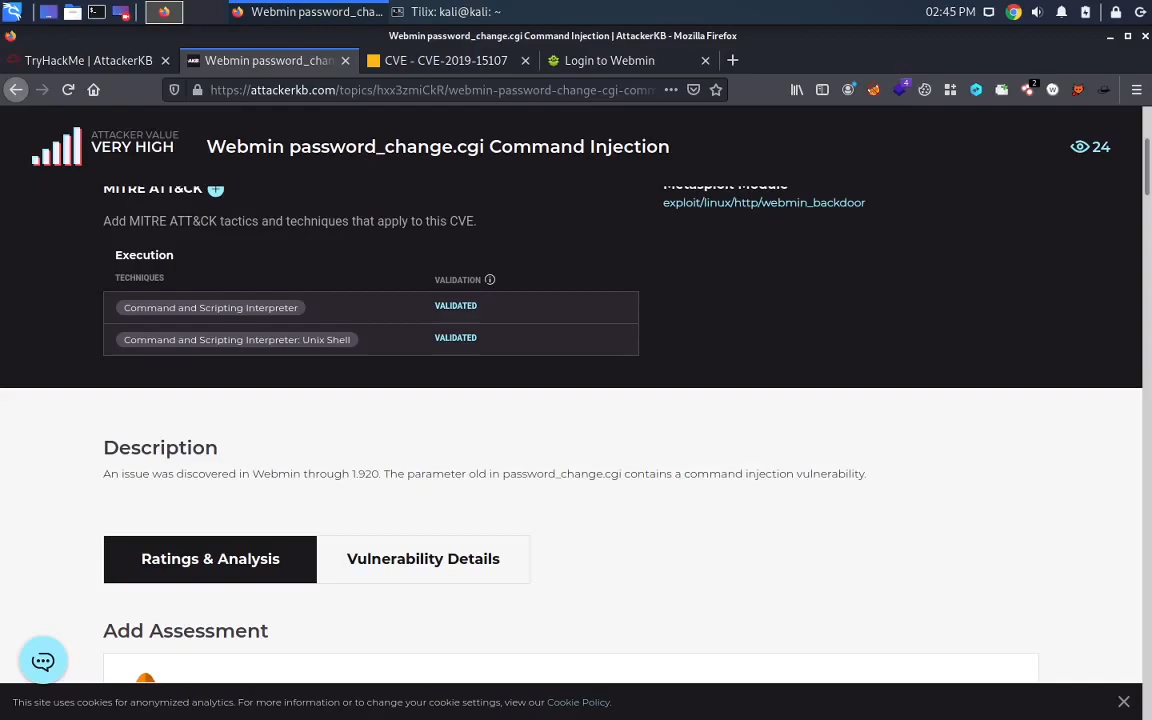 Webmin password_cha...
Tilix: kali@kali: ~
02:45 PM
Webmin password_change.cgi Command Injection | AttackerKB - Mozilla Firefox
TryHackMe | AttackerKB
AKB
Webmin password_chan
CVE - CVE-2019-15107
Login to Webmin
https://attackerkb.com/topics/hxx3zmiCkR/webmin-password-change-cgi-comm
4
2
ATTACKER VALUE
VERY HIGH
Webmin password_change.cgi Command Injection
24
MITRE ATT&CK
Metasploit Module
exploit/linux/http/webmin_backdoor
Add MITRE ATT&CK tactics and techniques that apply to this CVE.
Execution
TECHNIQUES
VALIDATION
Command and Scripting Interpreter
VALIDATED
Command and Scripting Interpreter: Unix Shell
VALIDATED
Description
An issue was discovered in Webmin through 1.920. The parameter old in password_change.cgi contains a command injection vulnerability.
Ratings & Analysis
Vulnerability Details
Add Assessment
This site uses cookies for anonymized analytics. For more information or to change your cookie settings, view our Cookie Policy.